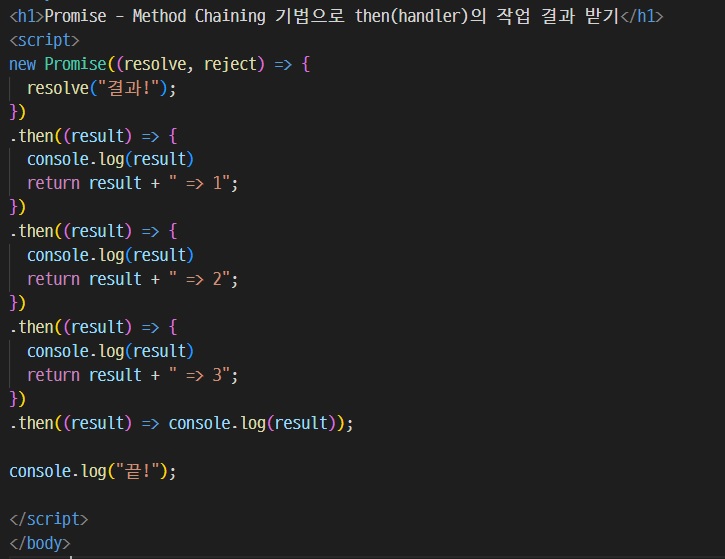 <h1>Promise - Method Chaining 기법으로 then(handler)의 작업 결과 받기</h1>
<script>
new Promise((resolve, reject) => {
resolve("결과!");
})
.then((result) => {
console.log(result)
return result + " => 1";
})
.then((result) => {
console.log(result)
return result + " => 2";
})
.then((result) => {
console.log(result)
return result + " => 3";
})
.then((result) => console.log(result));
console.log("끝!");
</script>
</body>